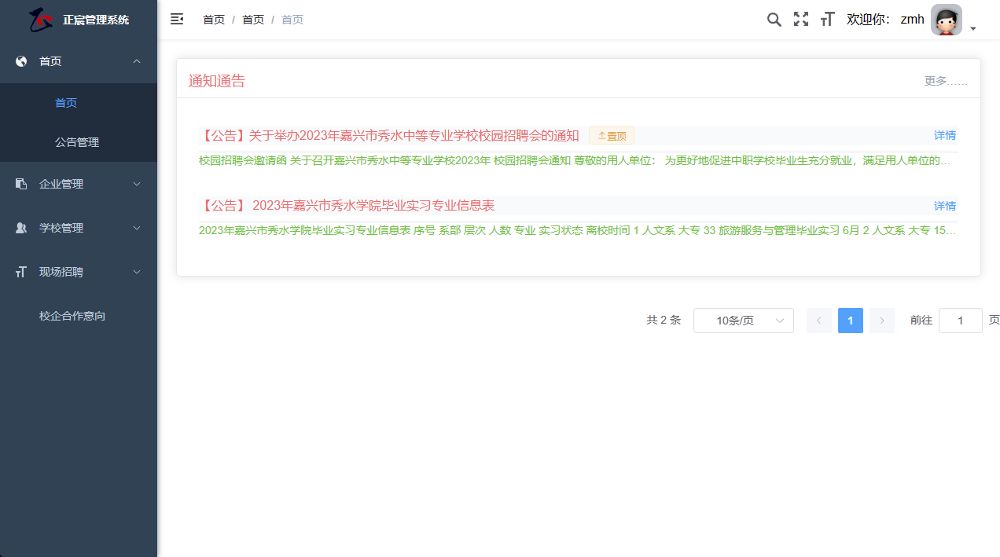 正宸管理系统
首页 / 首页 / 首页
欢迎你： zmh
首页
首页
公告管理
企业管理
学校管理
现场招聘
校企合作意向
通知通告
更多……
【公告】关于举办2023年嘉兴市秀水中等专业学校校园招聘会的通知 置顶 详情
校园招聘会邀请函 关于召开嘉兴市秀水中等专业学校2023年 校园招聘会通知 尊敬的用人单位： 为更好地促进中职学校毕业生充分就业，满足用人单位的...
【公告】 2023年嘉兴市秀水学院毕业实习专业信息表 详情
2023年嘉兴市秀水学院毕业实习专业信息表 序号 系部 层次 人数 专业 实习状态 离校时间 1 人文系 大专 33 旅游服务与管理毕业实习 6月 2 人文系 大专 15...
共 2 条 10条/页 1 前往 1 页